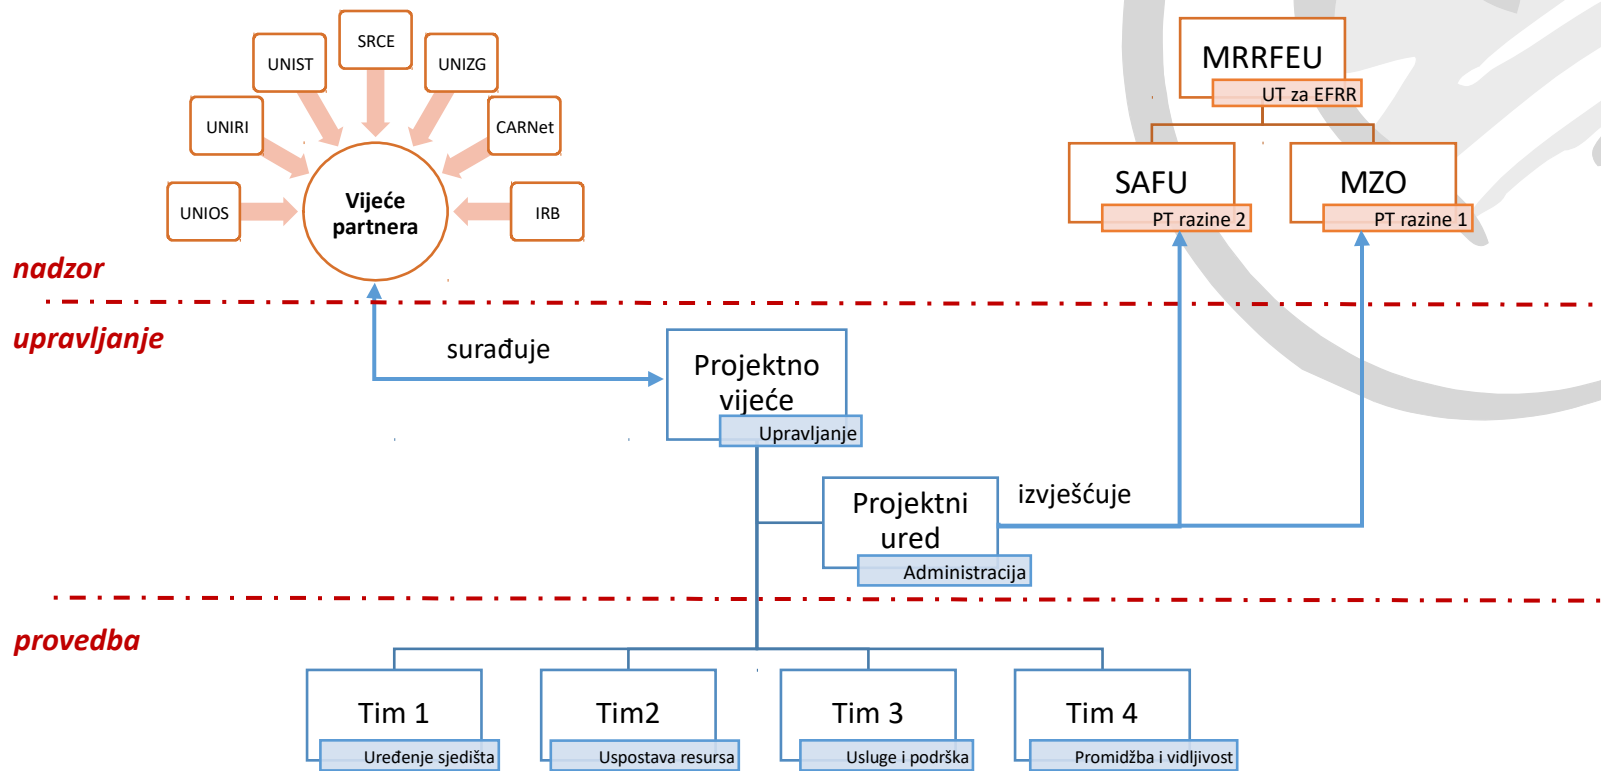 SRCE
UNIST
UNIZG
UNIRI
CARNet
UNIOS
IRB
Vijeće
partnera
MRRFEU
UT za EFRR
SAFU
PT razine 2
MZO
PT razine 1
nadzor
upravljanje
surađuje
Projektno
vijeće
Upravljanje
Projektni
ured
Administracija
izvješćuje
provedba
Tim 1
Uređenje sjedišta
Tim2
Uspostava resursa
Tim 3
Usluge i podrška
Tim 4
Promidžba i vidljivost